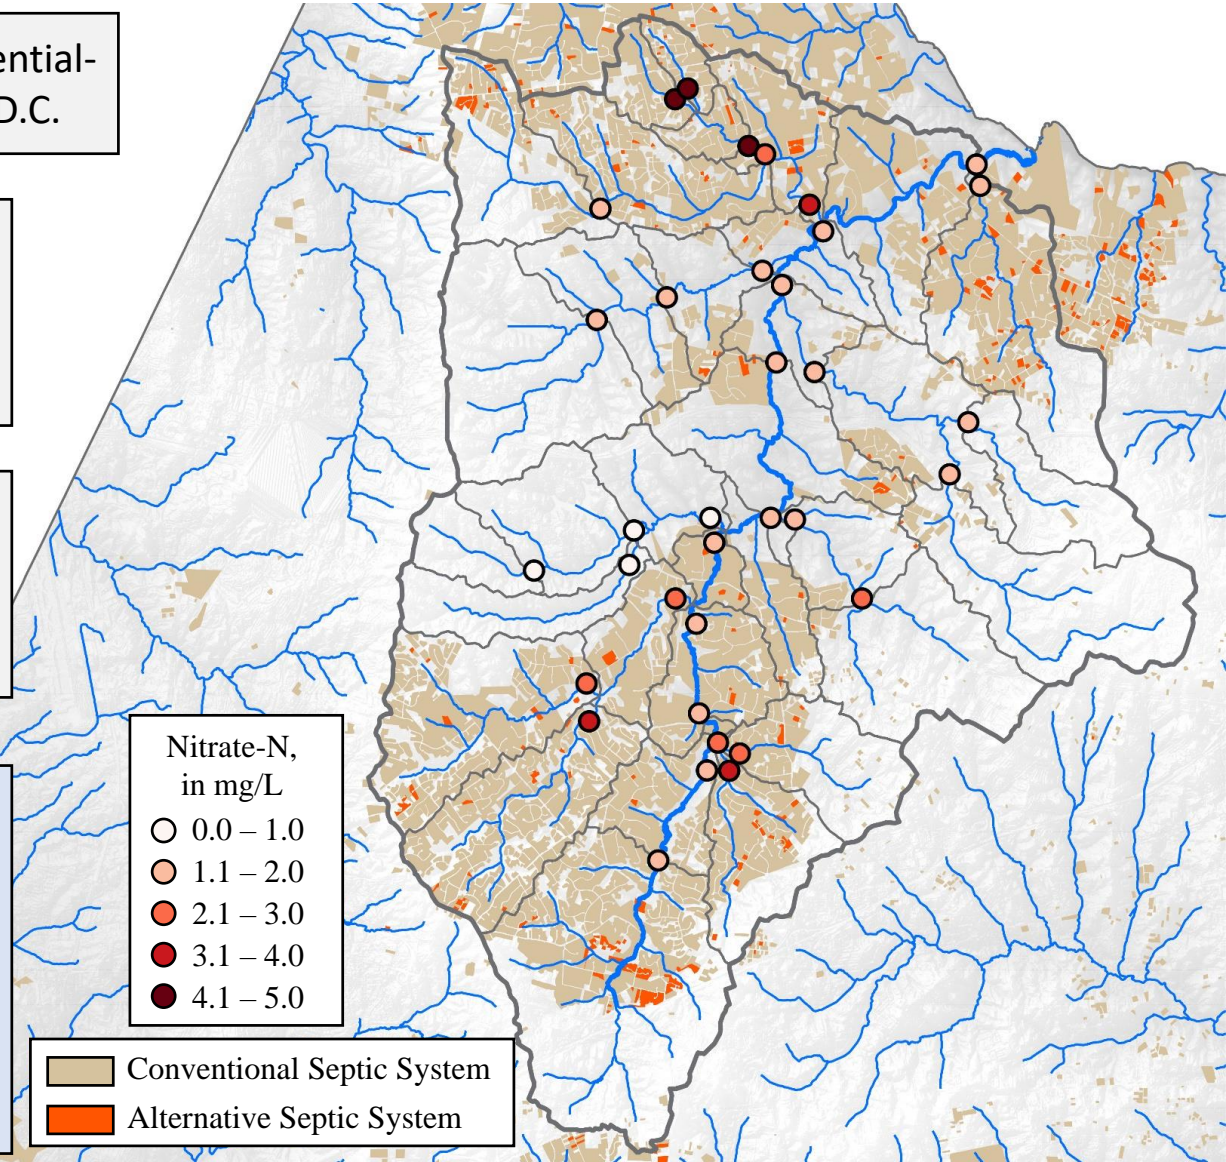 ential-
D.C.
Nitrate-N,
in mg/L
0.0 – 1.0
1.1 – 2.0
2.1 – 3.0
3.1 – 4.0
4.1 – 5.0
Conventional Septic System
Alternative Septic System